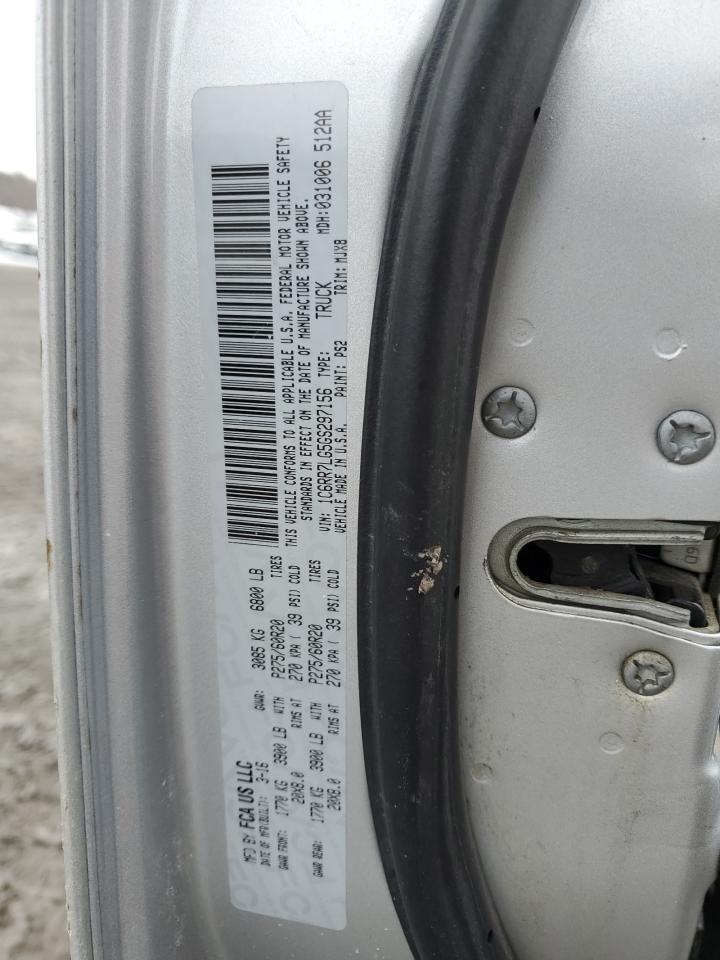 MFD BY FCA US LLC
DATE OF MFR(BUILT): 3-16 GVWR: 3085 KG 6800 LB
GAWR FRONT: 1770 KG 3900 LB WITH P275/60R20 TIRES
20X8.0 RIMS AT 270 KPA ( 39 PSI) COLD
GAWR REAR: 1770 KG 3900 LB WITH P275/60R20 TIRES
20X8.0 RIMS AT 270 KPA ( 39 PSI) COLD
THIS VEHICLE CONFORMS TO ALL APPLICABLE U.S.A. FEDERAL MOTOR VEHICLE SAFETY
STANDARDS IN EFFECT ON THE DATE OF MANUFACTURE SHOWN ABOVE.
VIN: 1C6RR7LG5GS297156 TYPE: TRUCK MDH:031006 512AA
VEHICLE MADE IN U.S.A. PAINT: PS2 TRIM: MJX8